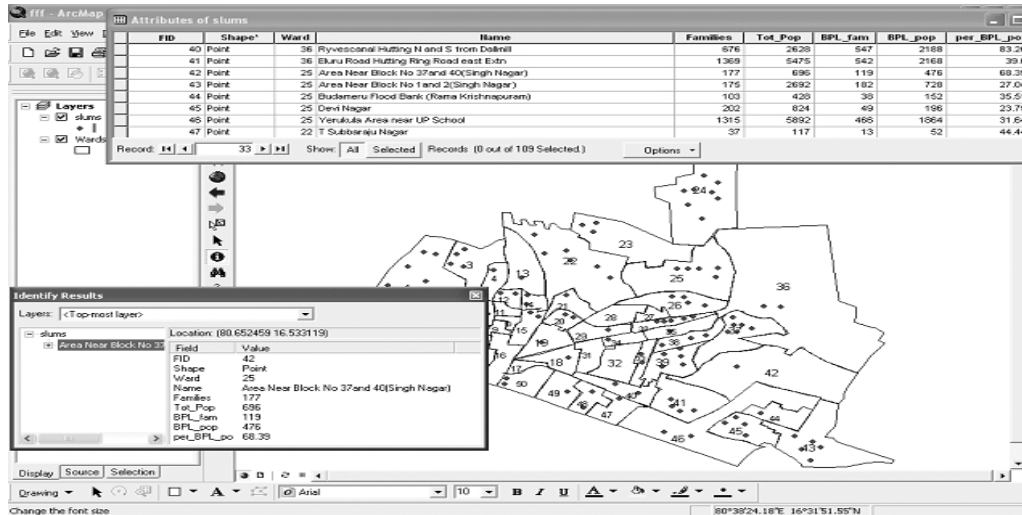 fff - ArcMap
File Edit View
Attributes of slums
FID Shape* Ward Name Families Tot_Pop BPL_fam BPL_pop per_BPL_po
40 Point 36 Ryvescanal Hutting N and S from Dallmill 676 2628 547 2188
41 Point 36 Eluru Road Hutting Ring Road east Extn 1369 5475 542 2168
42 Point 25 Area Near Block No 37and 40(Singh Nagar) 177 696 119 476 68.39
43 Point 25 Area Near Block No 1and 2(Singh Nagar) 175 2692 182 728
44 Point 25 Budameru Flood Bank (Rama Krishnapuram) 103 428 38 152
45 Point 25 Devi Nagar 202 824 49 196
46 Point 25 Yerukula Area near UP School 1315 5892 466 1864
47 Point 22 T Subbaraju Nagar 37 117 13 52
Record: 33 Show: All Selected Records (0 out of 189 Selected.) Options
Layers
slums
Wards
24
23
22
25
36
3
4
13
12
11
21
26
20
28
27
15
19
16
18
31
32
38
39
42
17
50
49
48
47
40
41
44
45
46
43
Identify Results
Layers: <Top-most layer>
slums
Area Near Block No 37
Location: (80.652459 16.533119)
Field Value
FID 42
Shape Point
Ward 25
Name Area Near Block No 37and 40(Singh Nagar)
Families 177
Tot_Pop 696
BPL_fam 119
BPL_pop 476
per_BPL_po 68.39
Display Source Selection
Drawing A Arial 10 B I U A
Change the font size
80°38'24.18"E 16°31'51.55"N